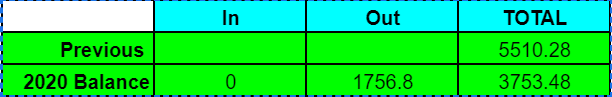 In Out TOTAL
Previous 5510.28
2020 Balance 0 1756.8 3753.48